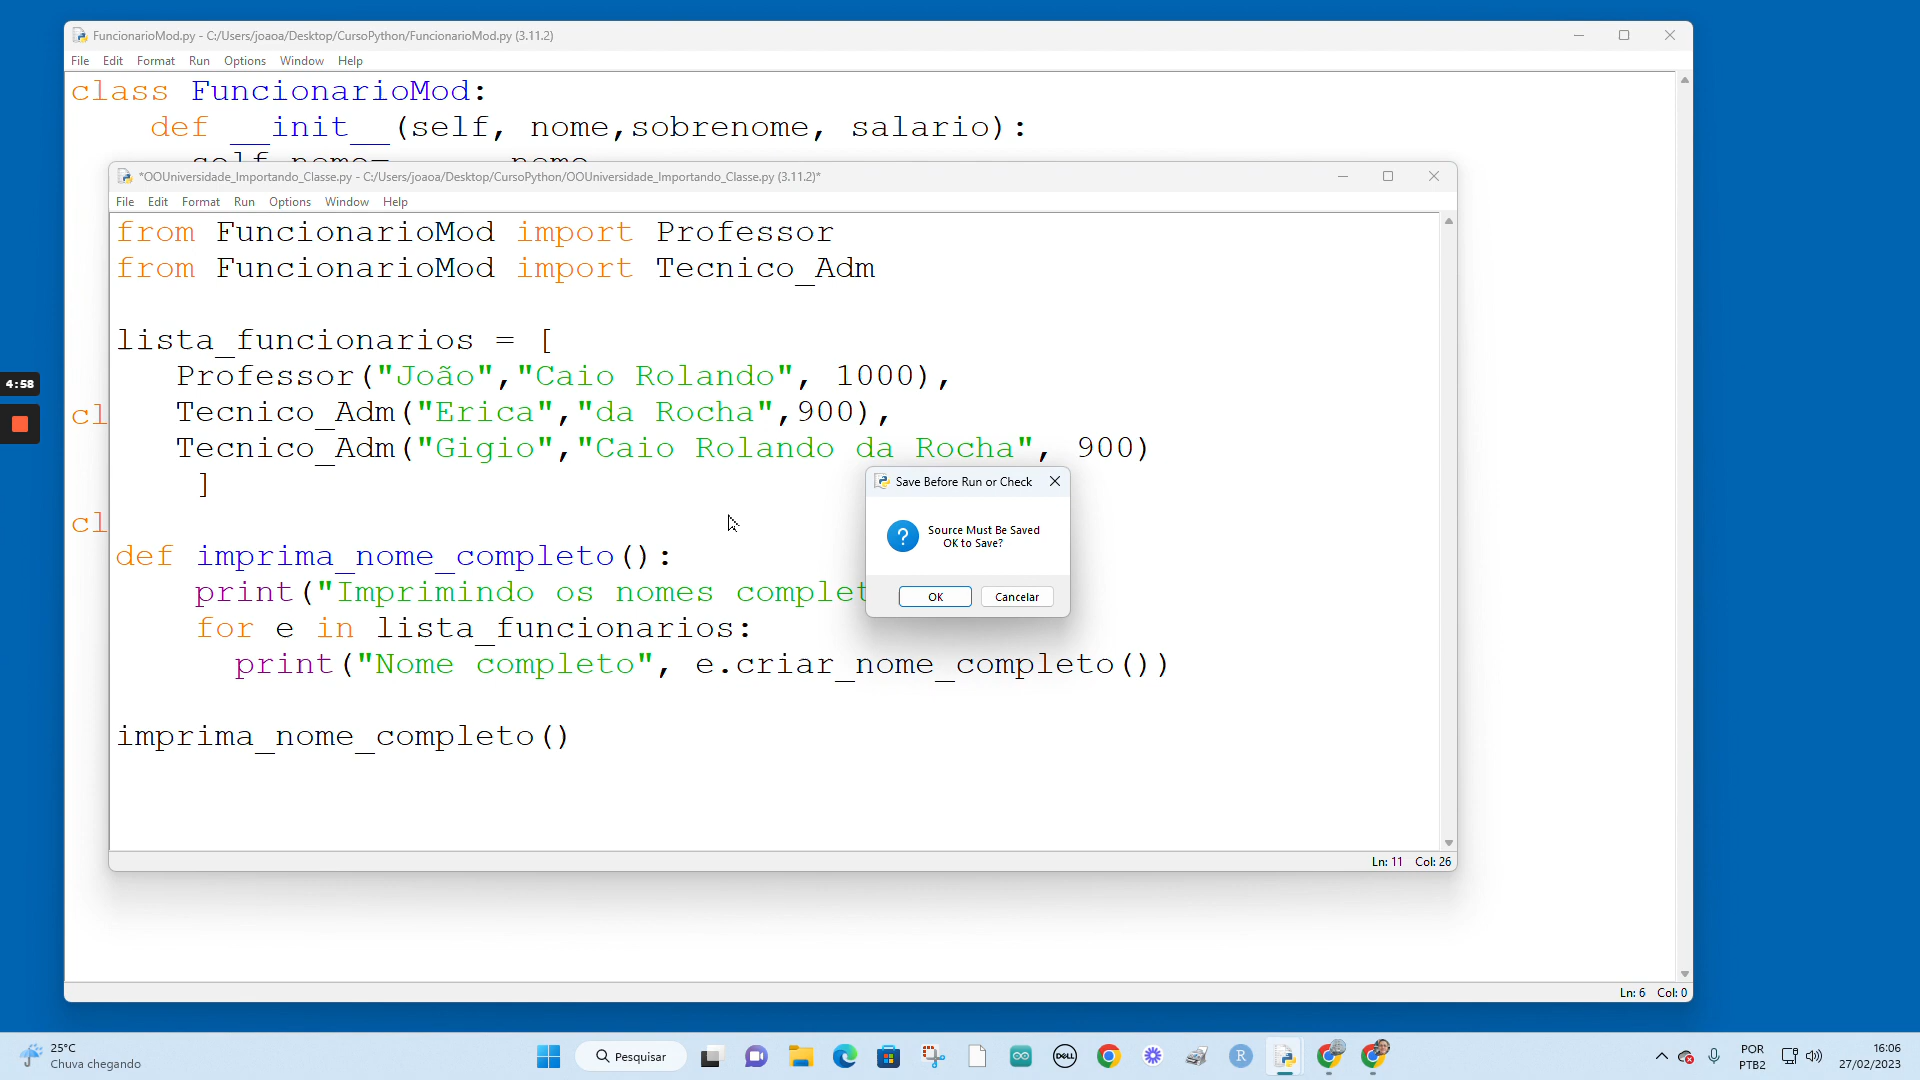 FuncionarioMod.py - C:/Users/joaoa/Desktop/CursoPython/FuncionarioMod.py (3.11.2)
File Edit Format Run Options Window Help
class FuncionarioMod:
def __init__(self, nome,sobrenome, salario):
self.nome= nome
*OOUniversidade_Importando_Classe.py - C:/Users/joaoa/Desktop/CursoPython/OOUniversidade_Importando_Classe.py (3.11.2)*
File Edit Format Run Options Window Help
from FuncionarioMod import Professor
from FuncionarioMod import Tecnico_Adm
lista_funcionarios = [
Professor("João","Caio Rolando", 1000),
4:58
cl
Tecnico_Adm("Erica","da Rocha",900),
Tecnico_Adm("Gigio","Caio Rolando da Rocha", 900)
]
cl
Save Before Run or Check
Source Must Be Saved
OK to Save?
OK Cancelar
def imprima_nome_completo():
print("Imprimindo os nomes complet
for e in lista_funcionarios:
print("Nome completo", e.criar_nome_completo())
imprima_nome_completo()
Ln: 11 Col: 26
Ln: 6 Col: 0
25°C
Chuva chegando
Pesquisar
DELL
R
POR
PTB2
16:06
27/02/2023